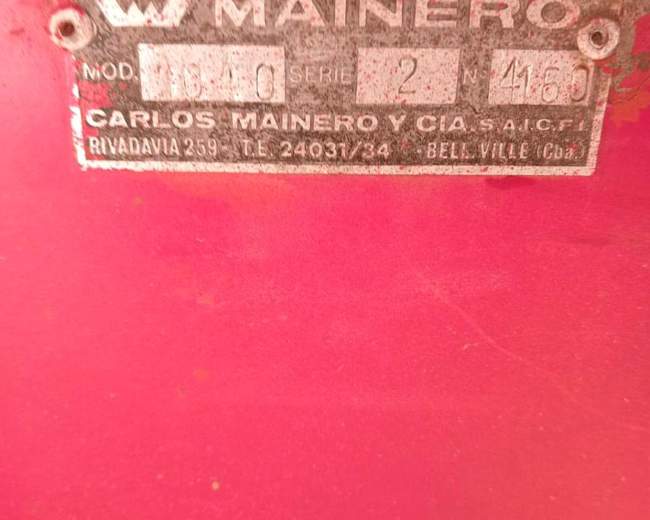 MAINERO
MOD. SERIE 2 Nº 4160
CARLOS MAINERO Y CIA. S.A.I.C.F.I.
RIVADAVIA 259 - T.E. 24031/34 - BELL VILLE (Cba.)